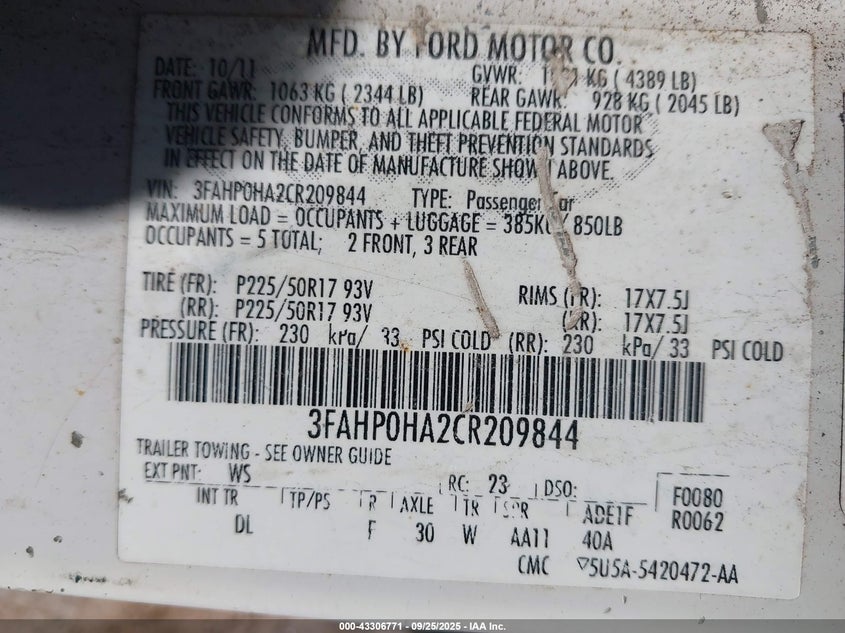 MFD. BY FORD MOTOR CO.
DATE: 10/11 GVWR: KG ( 4389 LB)
FRONT GAWR: 1063 KG ( 2344 LB) REAR GAWR: 928 KG ( 2045 LB)
THIS VEHICLE CONFORMS TO ALL APPLICABLE FEDERAL MOTOR
VEHICLE SAFETY, BUMPER, AND THEFT PREVENTION STANDARDS
IN EFFECT ON THE DATE OF MANUFACTURE SHOWN ABOVE.
VIN: 3FAHP0HA2CR209844 TYPE: Passenger Car
MAXIMUM LOAD = OCCUPANTS + LUGGAGE = 385KG / 850LB
OCCUPANTS = 5 TOTAL; 2 FRONT, 3 REAR
TIRE (FR): P225/50R17 93V RIMS (FR): 17X7.5J
(RR): P225/50R17 93V (RR): 17X7.5J
PRESSURE (FR): 230 kPa/ 33 PSI COLD (RR): 230 kPa/ 33 PSI COLD
3FAHP0HA2CR209844
TRAILER TOWING - SEE OWNER GUIDE
EXT PNT: WS RC: 23 DSO: F0080
INT TR TP/PS R AXLE TR SPR ADE1F R0062
DL F 30 W AA11 40A
CMC ▽5U5A-5420472-AA
000-43306771 - 09/25/2025 - IAA Inc.